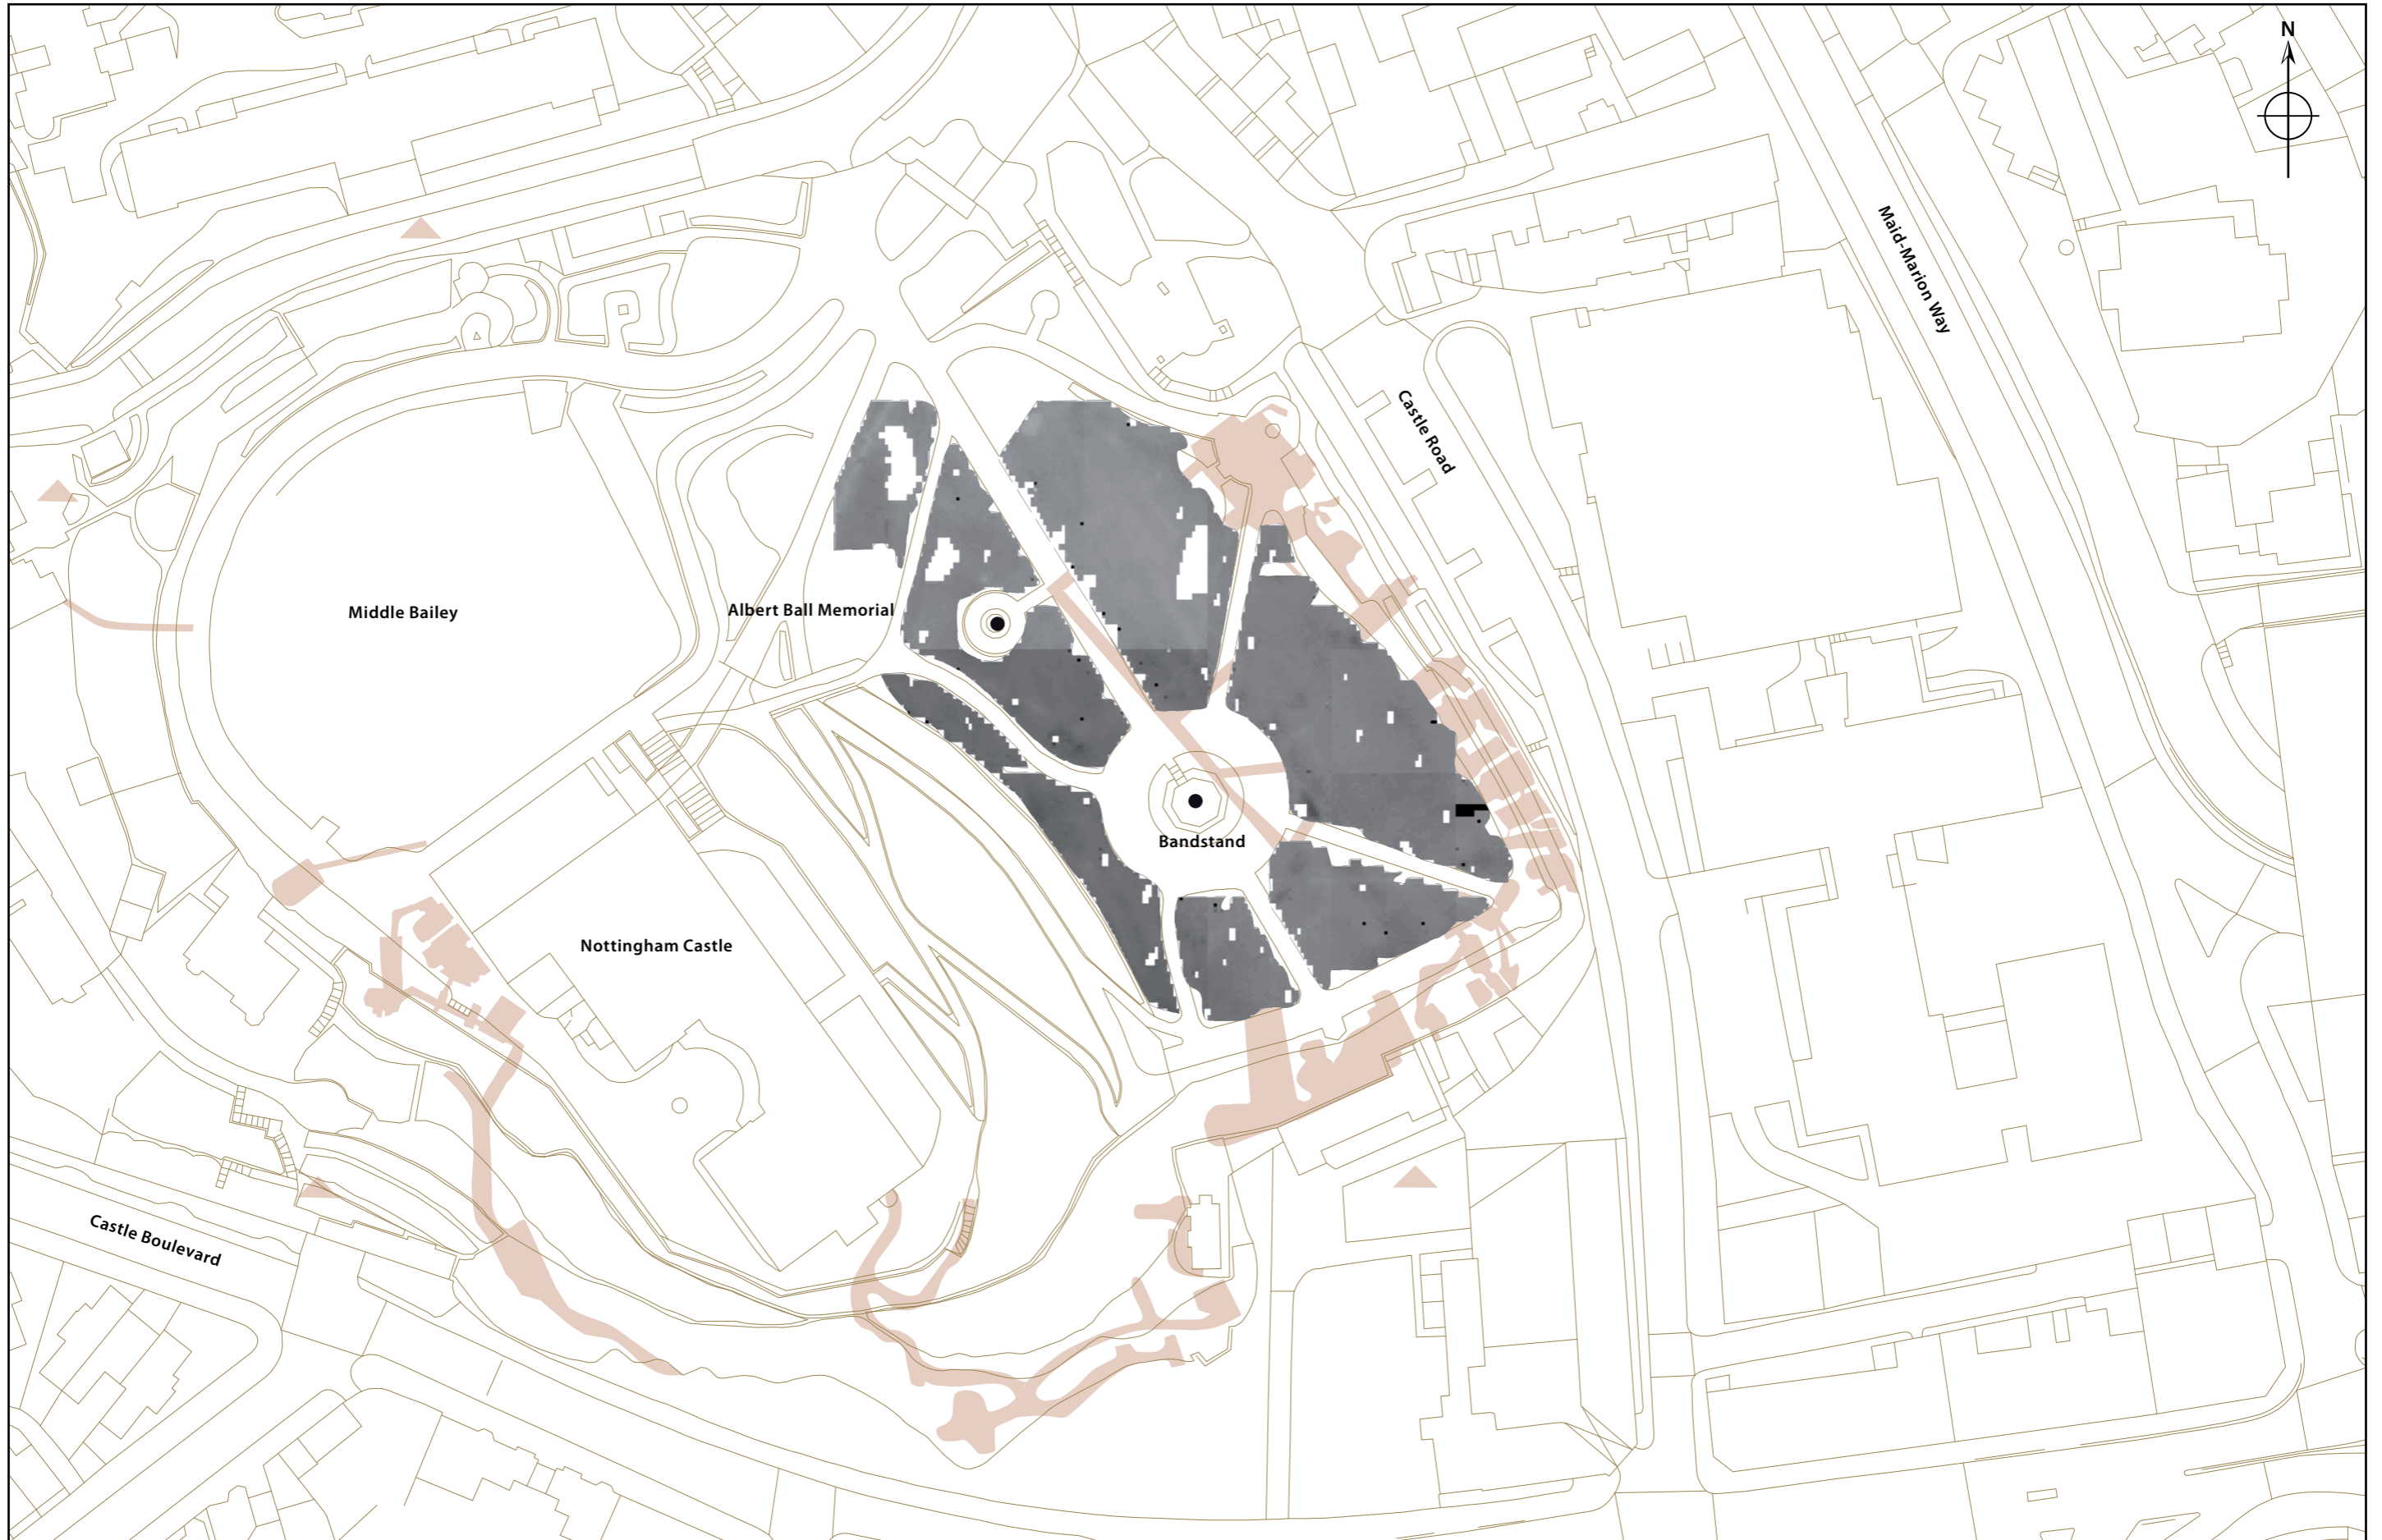 N
Maid-Marion Way
Castle Road
Middle Bailey
Albert Ball Memorial
Bandstand
Nottingham Castle
Castle Boulevard